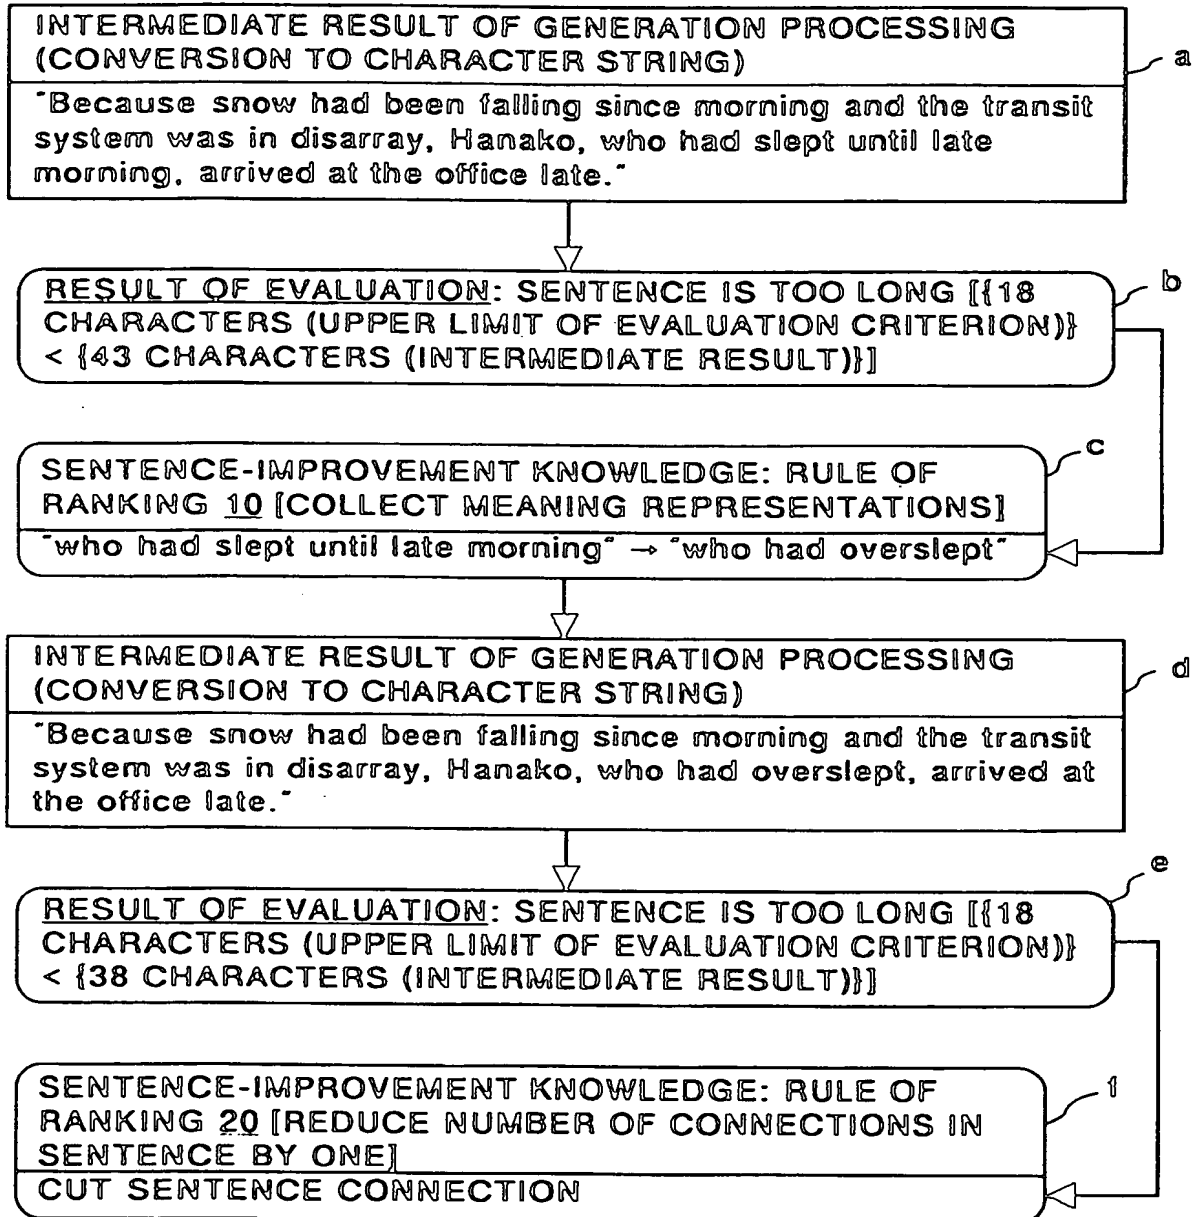 INTERMEDIATE RESULT OF GENERATION PROCESSING
(CONVERSION TO CHARACTER STRING)
a
"Because snow had been falling since morning and the transit
system was in disarray, Hanako, who had slept until late
morning, arrived at the office late."
b
RESULT OF EVALUATION: SENTENCE IS TOO LONG [{18
CHARACTERS (UPPER LIMIT OF EVALUATION CRITERION)}
< {43 CHARACTERS (INTERMEDIATE RESULT)}]
c
SENTENCE-IMPROVEMENT KNOWLEDGE: RULE OF
RANKING 10 [COLLECT MEANING REPRESENTATIONS]
"who had slept until late morning" → "who had overslept"
INTERMEDIATE RESULT OF GENERATION PROCESSING
(CONVERSION TO CHARACTER STRING)
d
"Because snow had been falling since morning and the transit
system was in disarray, Hanako, who had overslept, arrived at
the office late."
e
RESULT OF EVALUATION: SENTENCE IS TOO LONG [{18
CHARACTERS (UPPER LIMIT OF EVALUATION CRITERION)}
< {38 CHARACTERS (INTERMEDIATE RESULT)}]
f
SENTENCE-IMPROVEMENT KNOWLEDGE: RULE OF
RANKING 20 [REDUCE NUMBER OF CONNECTIONS IN
SENTENCE BY ONE]
CUT SENTENCE CONNECTION